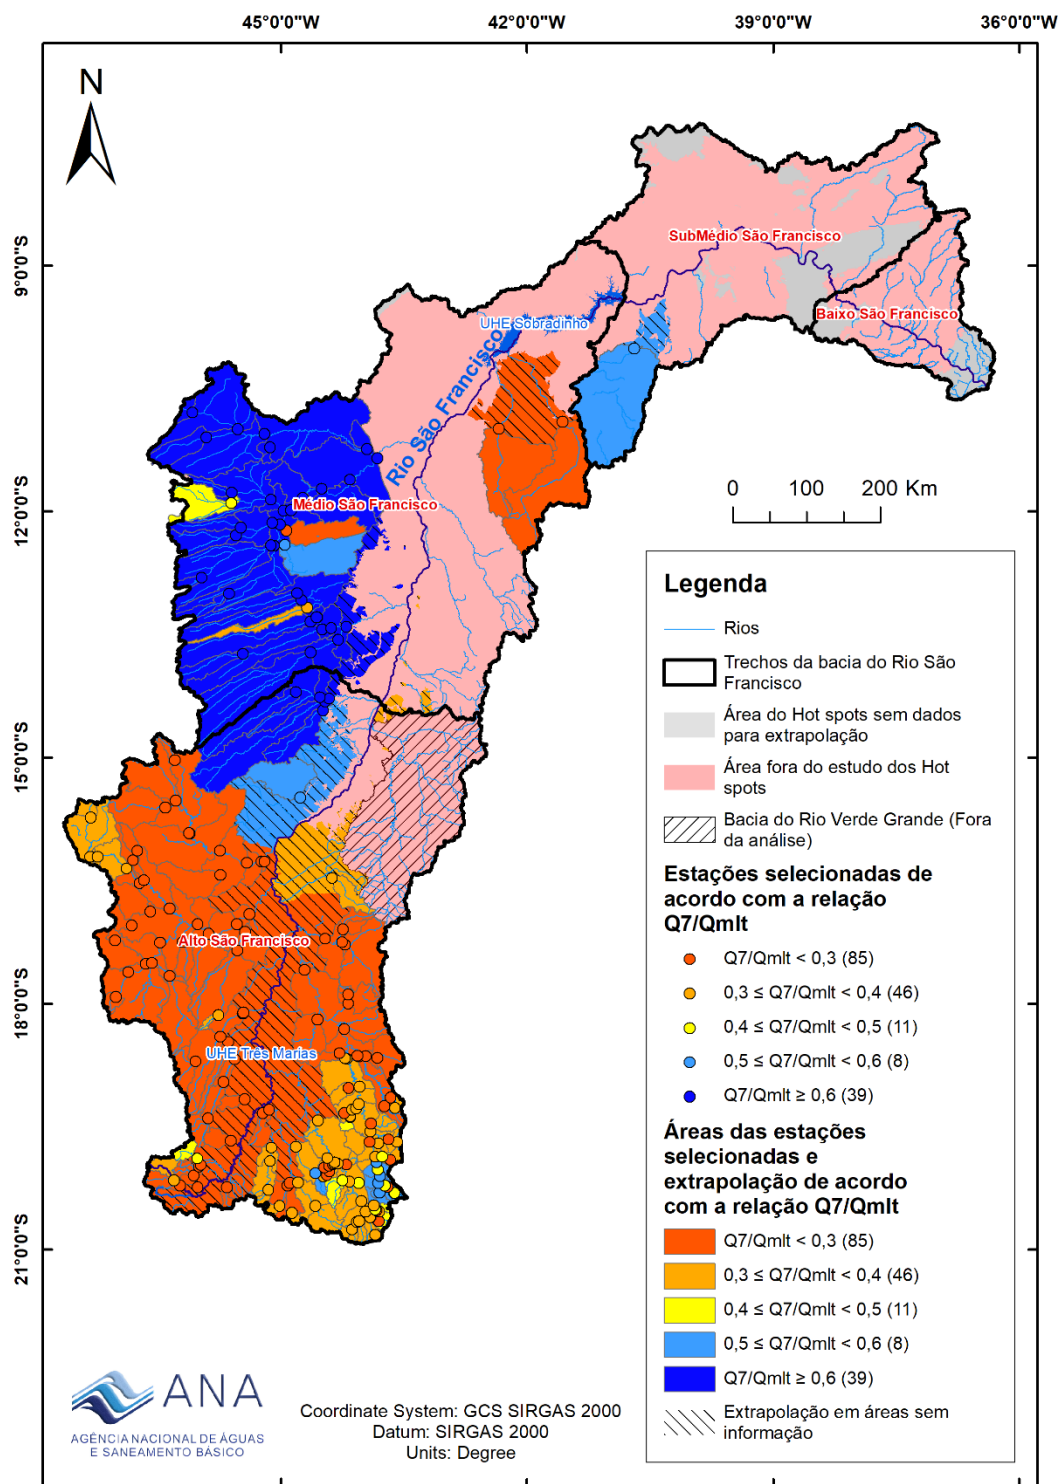 45°0'0"W 42°0'0"W 39°0'0"W 36°0'0"W
N
9°0'0"S
12°0'0"S
15°0'0"S
18°0'0"S
21°0'0"S
SubMédio São Francisco
Baixo São Francisco
UHE Sobradinho
Rio São Francisco
Médio São Francisco
Alto São Francisco
UHE Três Marias
0 100 200 Km
Legenda
Rios
Trechos da bacia do Rio São
Francisco
Área do Hot spots sem dados
para extrapolação
Área fora do estudo dos Hot
spots
Bacia do Rio Verde Grande (Fora
da análise)
Estações selecionadas de
acordo com a relação
Q7/Qmlt
Q7/Qmlt < 0,3 (85)
0,3 ≤ Q7/Qmlt < 0,4 (46)
0,4 ≤ Q7/Qmlt < 0,5 (11)
0,5 ≤ Q7/Qmlt < 0,6 (8)
Q7/Qmlt ≥ 0,6 (39)
Áreas das estações
selecionadas e
extrapolação de acordo
com a relação Q7/Qmlt
Q7/Qmlt < 0,3 (85)
0,3 ≤ Q7/Qmlt < 0,4 (46)
0,4 ≤ Q7/Qmlt < 0,5 (11)
0,5 ≤ Q7/Qmlt < 0,6 (8)
Q7/Qmlt ≥ 0,6 (39)
Extrapolação em áreas sem
informação
ANA
AGÊNCIA NACIONAL DE ÁGUAS
E SANEAMENTO BÁSICO
Coordinate System: GCS SIRGAS 2000
Datum: SIRGAS 2000
Units: Degree